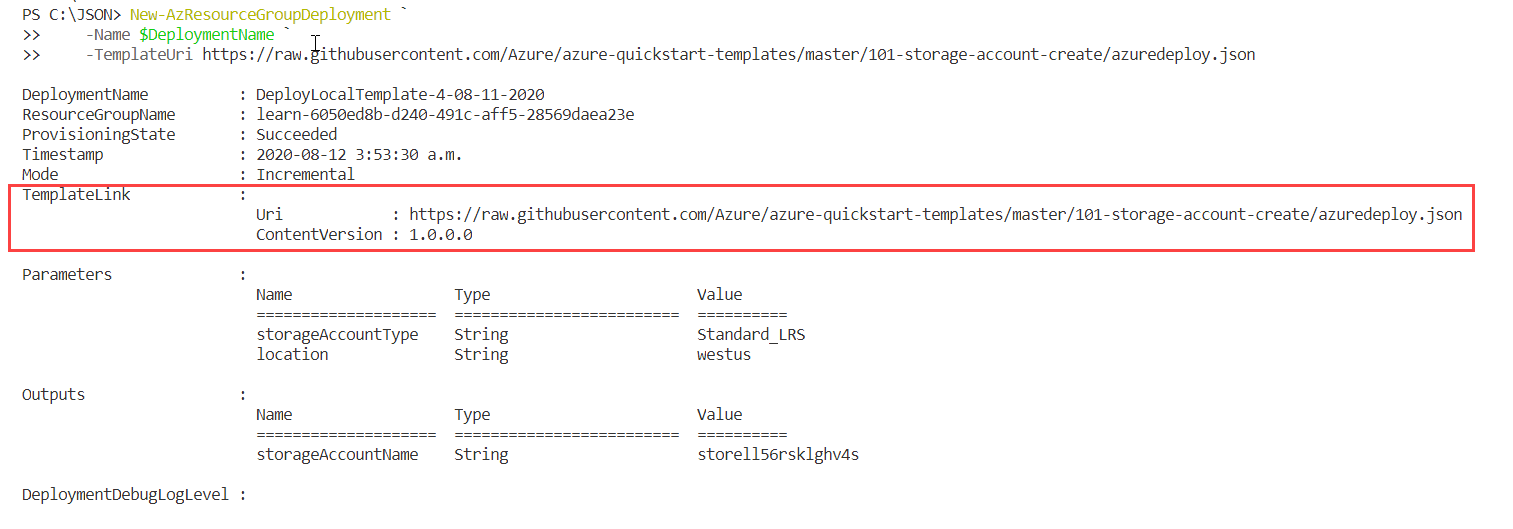 PS C:\JSON> New-AzResourceGroupDeployment `
>>     -Name $DeploymentName `
>>     -TemplateUri https://raw.githubusercontent.com/Azure/azure-quickstart-templates/master/101-storage-account-create/azuredeploy.json
DeploymentName          : DeployLocalTemplate-4-08-11-2020
ResourceGroupName       : learn-6050ed8b-d240-491c-aff5-28569daea23e
ProvisioningState       : Succeeded
Timestamp               : 2020-08-12 3:53:30 a.m.
Mode                    : Incremental
TemplateLink            :
                          Uri            : https://raw.githubusercontent.com/Azure/azure-quickstart-templates/master/101-storage-account-create/azuredeploy.json
                          ContentVersion : 1.0.0.0
Parameters              :
                          Name                  Type                       Value
                          ====================  =========================  ==========
                          storageAccountType    String                     Standard_LRS
                          location              String                     westus
Outputs                 :
                          Name                  Type                       Value
                          ====================  =========================  ==========
                          storageAccountName    String                     storell56rsklghv4s
DeploymentDebugLogLevel :